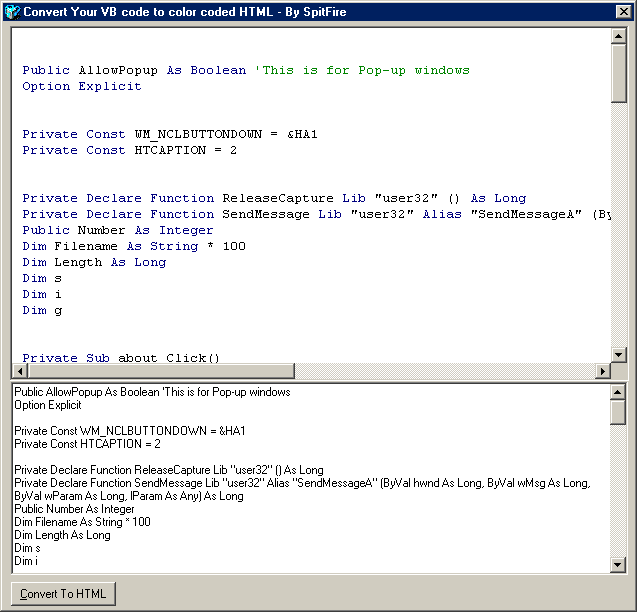 Convert Your VB code to color coded HTML - By SpitFire
Public AllowPopup As Boolean 'This is for Pop-up windows
Option Explicit
Private Const WM_NCLBUTTONDOWN = &HA1
Private Const HTCAPTION = 2
Private Declare Function ReleaseCapture Lib "user32" () As Long
Private Declare Function SendMessage Lib "user32" Alias "SendMessageA" (By
Public Number As Integer
Dim Filename As String * 100
Dim Length As Long
Dim s
Dim i
Dim g
Private Sub about_Click()
Public AllowPopup As Boolean 'This is for Pop-up windows
Option Explicit
Private Const WM_NCLBUTTONDOWN = &HA1
Private Const HTCAPTION = 2
Private Declare Function ReleaseCapture Lib "user32" () As Long
Private Declare Function SendMessage Lib "user32" Alias "SendMessageA" (ByVal hwnd As Long, ByVal wMsg As Long,
ByVal wParam As Long, lParam As Any) As Long
Public Number As Integer
Dim Filename As String * 100
Dim Length As Long
Dim s
Dim i
Convert To HTML